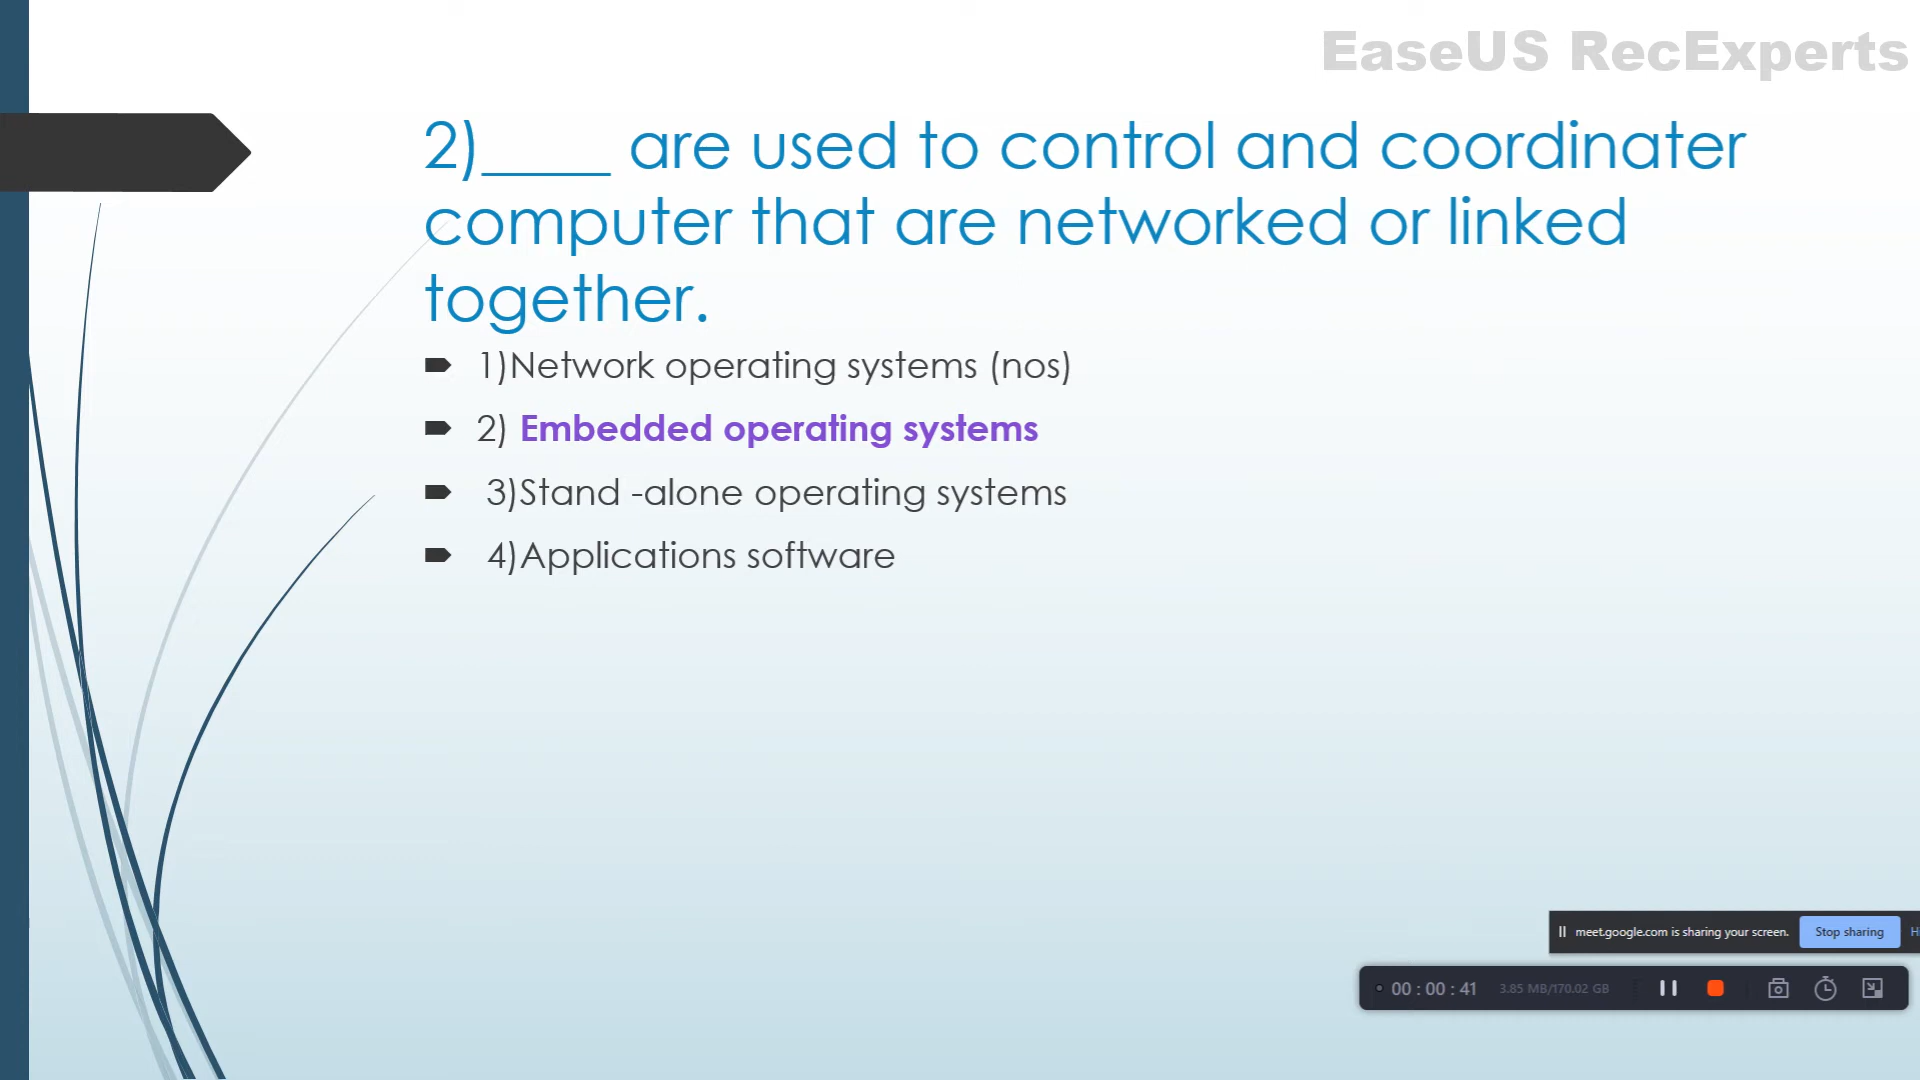 EaseUS RecExperts
2)____ are used to control and coordinater
computer that are networked or linked
together.
1)Network operating systems (nos)
2) Embedded operating systems
3)Stand -alone operating systems
4)Applications software
meet.google.com is sharing your screen.
Stop sharing
00 : 00 : 41
3.85 MB/170.02 GB